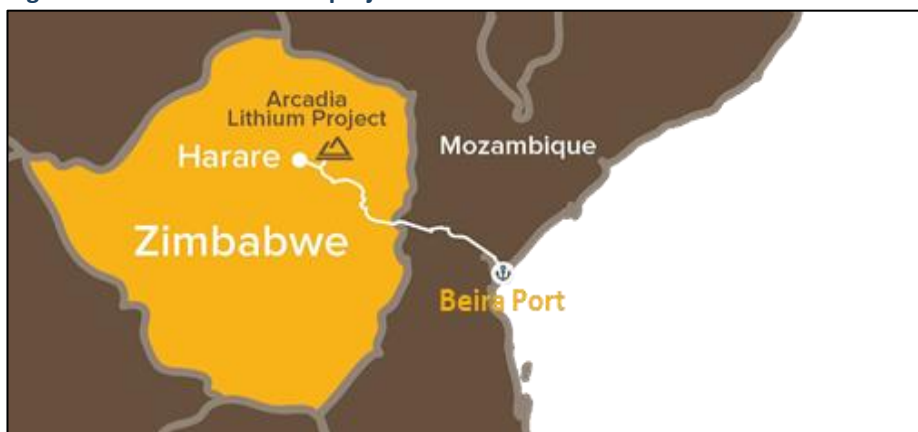 Arcadia
Lithium Project
Harare
Mozambique
Zimbabwe
Beira Port